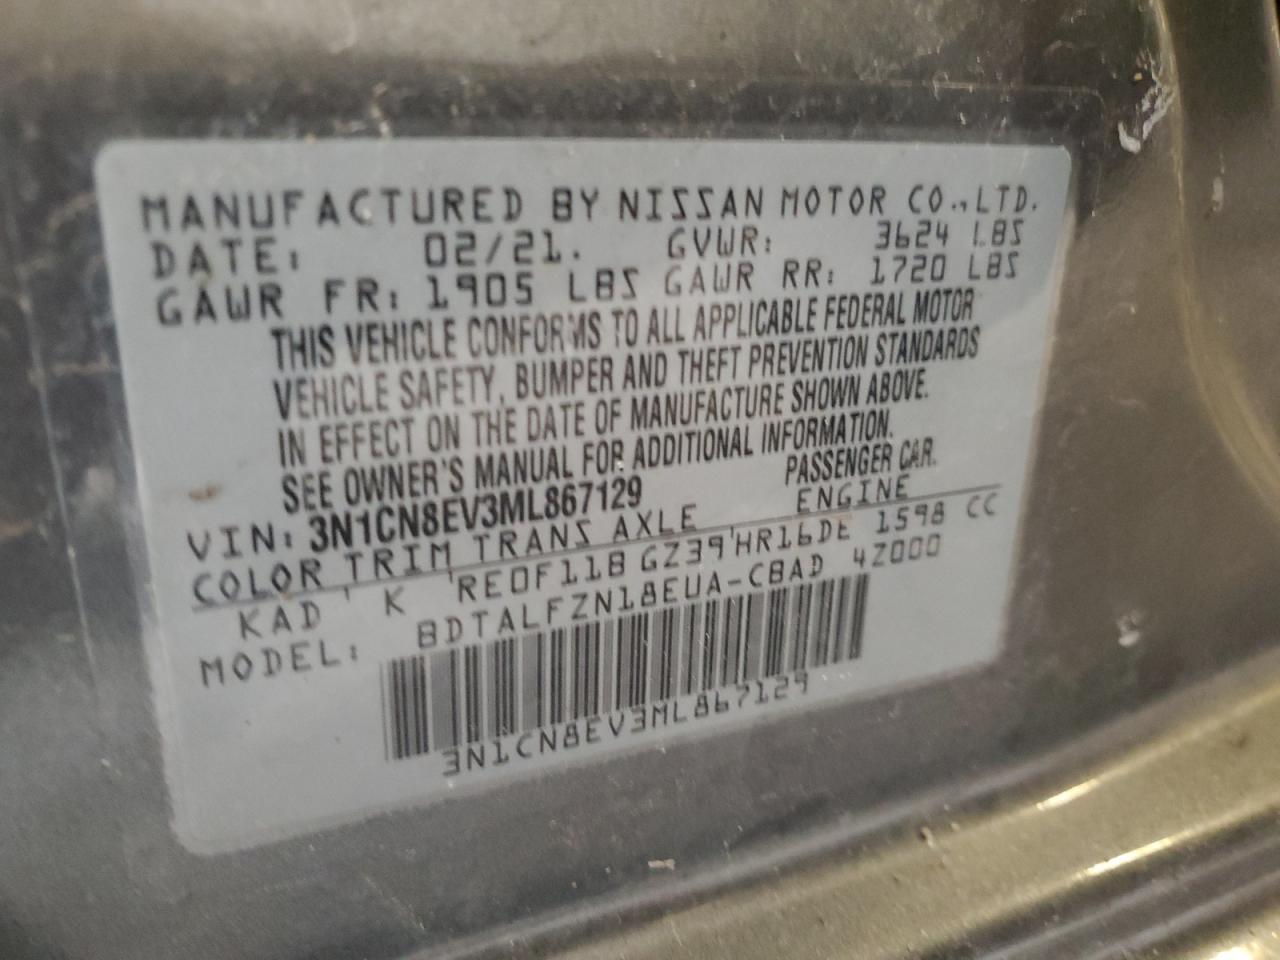 MANUFACTURED BY NISSAN MOTOR CO.,LTD.
DATE: 02/21. GVWR: 3624 LBS
GAWR FR: 1905 LBS GAWR RR: 1720 LBS
THIS VEHICLE CONFORMS TO ALL APPLICABLE FEDERAL MOTOR
VEHICLE SAFETY, BUMPER AND THEFT PREVENTION STANDARDS
IN EFFECT ON THE DATE OF MANUFACTURE SHOWN ABOVE.
SEE OWNER'S MANUAL FOR ADDITIONAL INFORMATION.
VIN: 3N1CN8EV3ML867129 PASSENGER CAR.
COLOR TRIM TRANS AXLE ENGINE
KAD K RE0F11B GZ39 HR16DE 1598 CC
MODEL: BDTALFZN18EUA-CBAD 4Z000
3N1CN8EV3ML867129